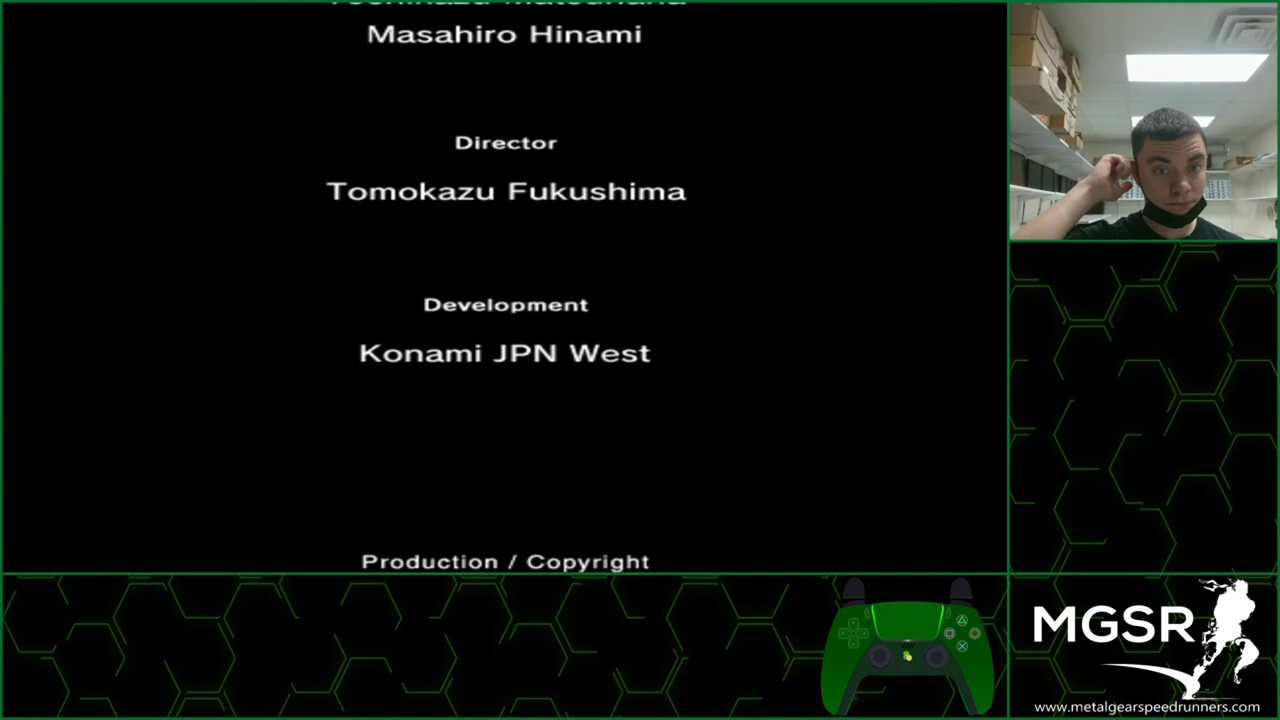 Masahiro Hinami
Director
Tomokazu Fukushima
Development
Konami JPN West
Production / Copyright
MGSR
www.metalgearspeedrunners.com